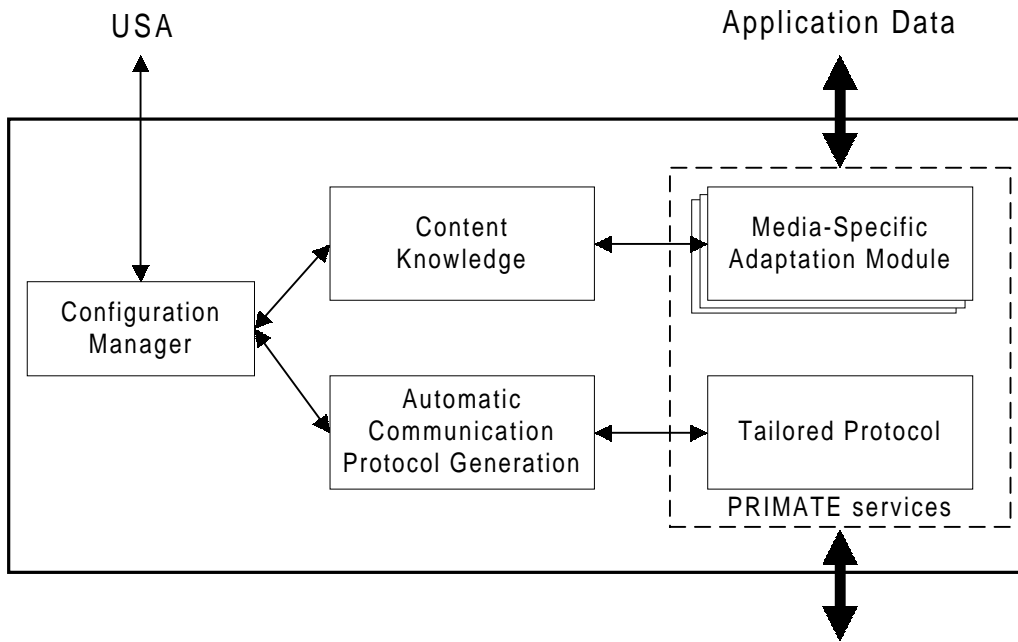 USA
Application Data
Content
Knowledge
Media-Specific
Adaptation Module
Configuration
Manager
Automatic
Communication
Protocol Generation
Tailored Protocol
PRIMATE services